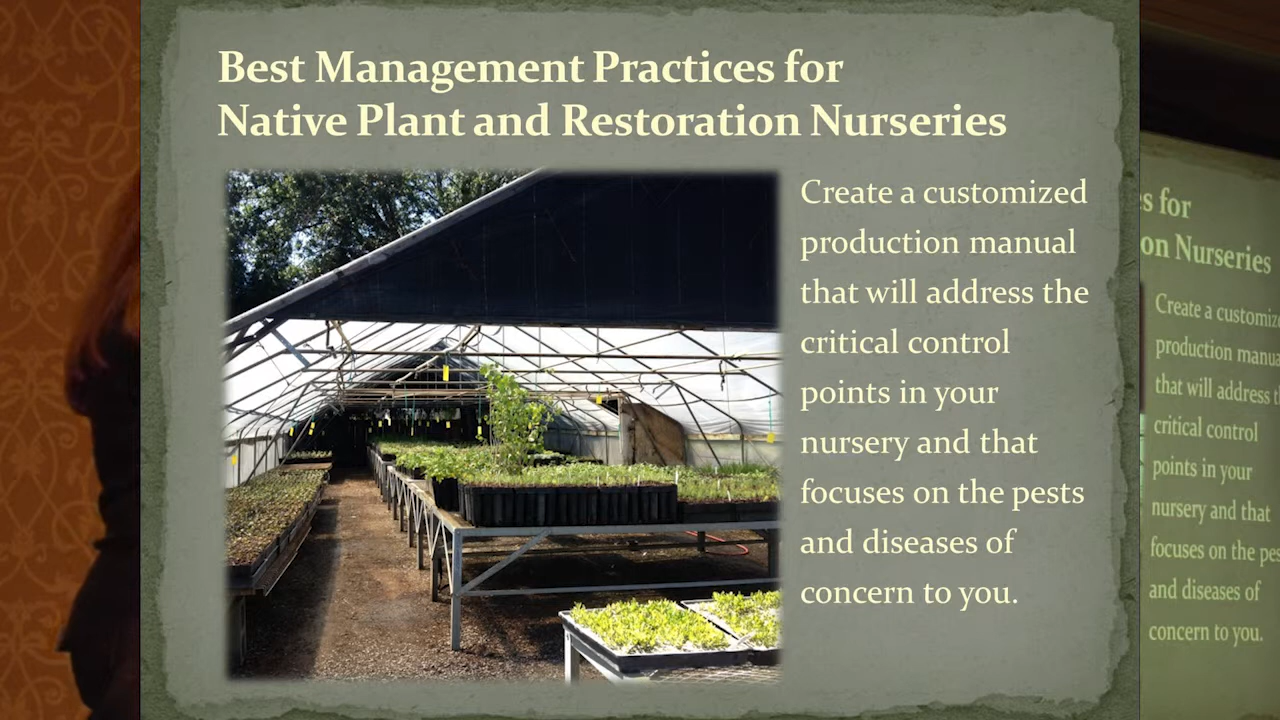 Best Management Practices for
Native Plant and Restoration Nurseries
Create a customized
production manual
that will address the
critical control
points in your
nursery and that
focuses on the pests
and diseases of
concern to you.
s for
on Nurseries
Create a customiz
production manua
that will address t
critical control
points in your
nursery and that
focuses on the pes
and diseases of
concern to you.